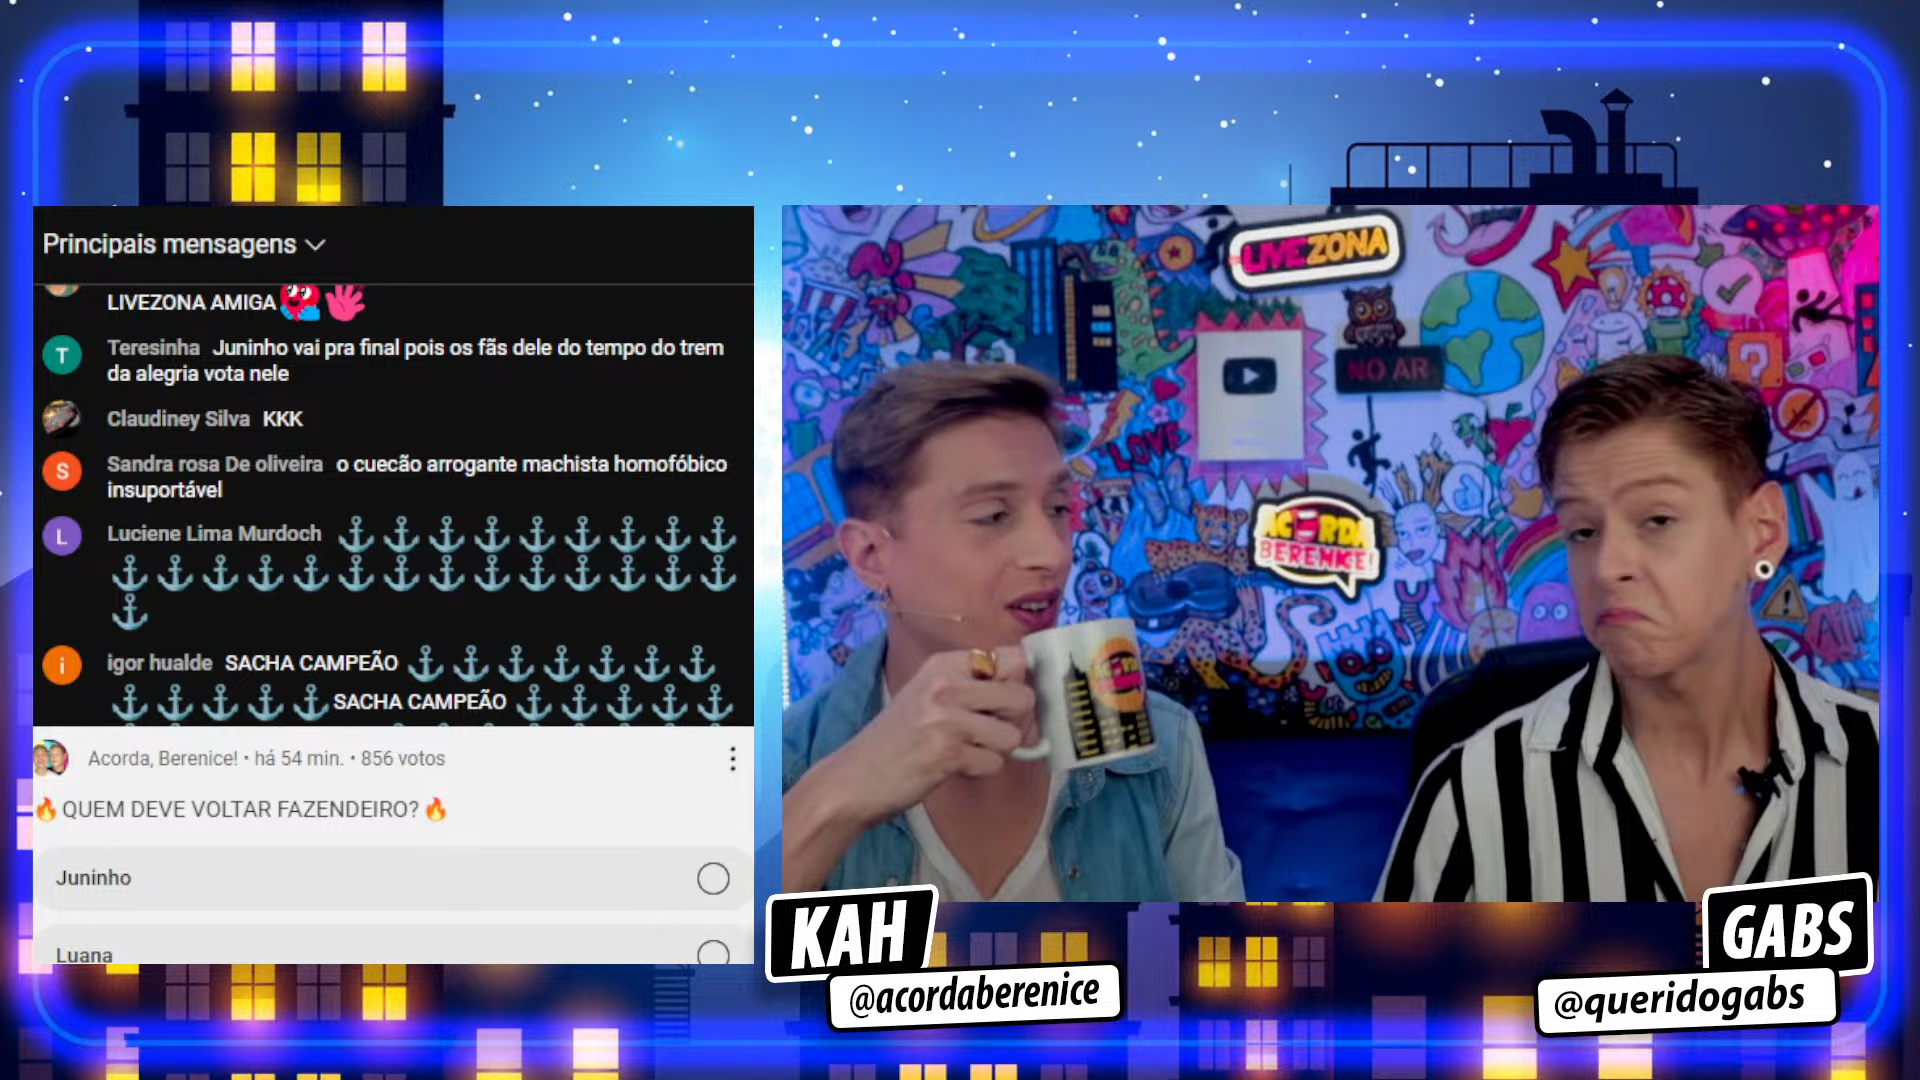 Principais mensagens
LIVEZONA AMIGA
T
Teresinha Juninho vai pra final pois os fãs dele do tempo do trem
da alegria vota nele
Claudiney Silva KKK
S
Sandra rosa De oliveira o cuecão arrogante machista homofóbico
insuportável
L
Luciene Lima Murdoch ⚓⚓⚓⚓⚓⚓⚓⚓⚓
⚓⚓⚓⚓⚓⚓⚓⚓⚓⚓⚓⚓⚓⚓
⚓
i
igor hualde SACHA CAMPEÃO ⚓⚓⚓⚓⚓⚓⚓
⚓⚓⚓⚓⚓ SACHA CAMPEÃO ⚓⚓⚓⚓⚓
Acorda, Berenice! • há 54 min. • 856 votos
🔥 QUEM DEVE VOLTAR FAZENDEIRO? 🔥
Juninho
Luana
LIVEZONA
NO AR
LOVE
ACORDA
BERENICE!
KAH
@acordaberenice
GABS
@queridogabs